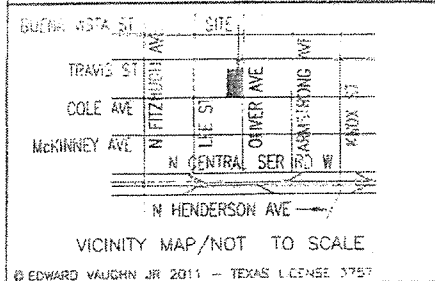 BUENA VISTA ST
SITE
TRAVIS ST
COLE AVE
McKINNEY AVE
N FITZHUGH AVE
LEE ST
OLIVER AVE
ARMSTRONG AVE
KNOX ST
N CENTRAL SER RD W
N HENDERSON AVE
VICINITY MAP/NOT TO SCALE
© EDWARD VAUGHN JR 2011 - TEXAS LICENSE 3757